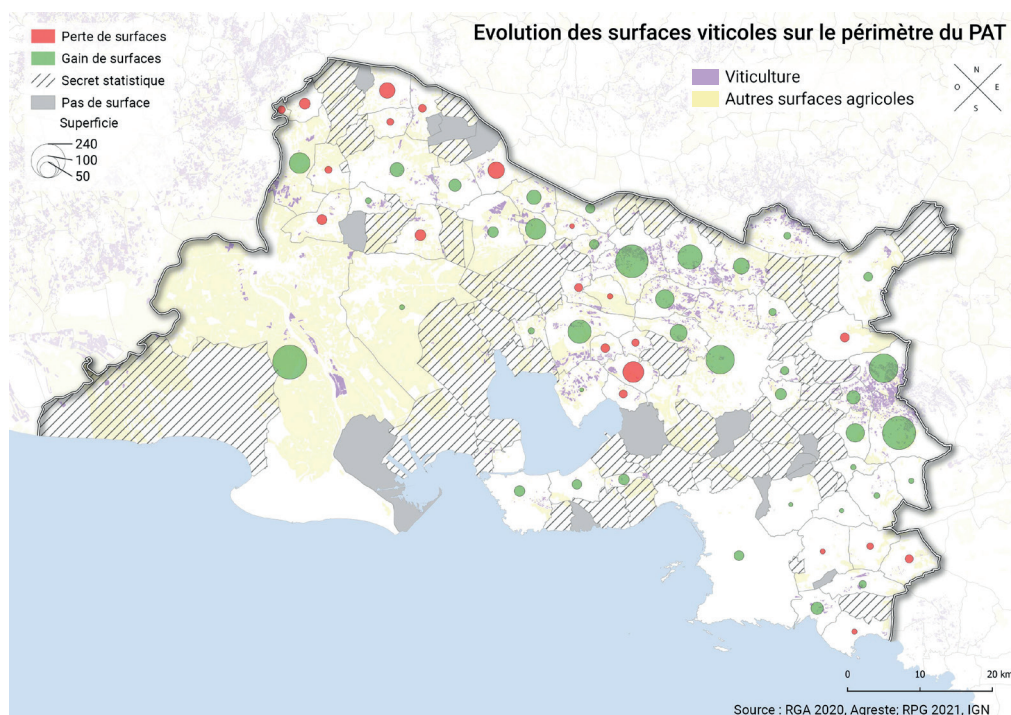 Evolution des surfaces viticoles sur le périmètre du PAT
Perte de surfaces
Gain de surfaces
Secret statistique
Pas de surface
Superficie
240
100
50
Viticulture
Autres surfaces agricoles
N
O E
S
0 10 20 km
Source : RGA 2020, Agreste; RPG 2021, IGN